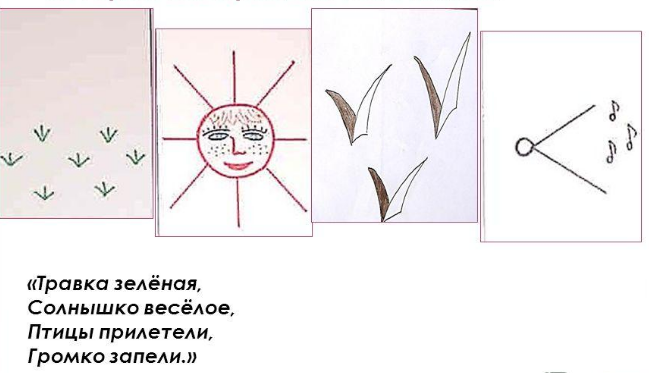 «Травка зелёная,
Солнышко весёлое,
Птицы прилетели,
Громко запели.»